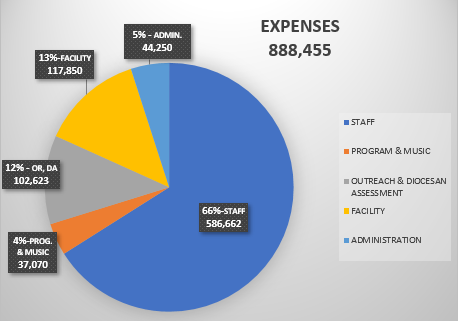 EXPENSES
888,455
5% - ADMIN.
44,250
13%-FACILITY
117,850
12% - OR, DA
102,623
4%-PROG.
& MUSIC
37,070
66%-STAFF
586,662
STAFF
PROGRAM & MUSIC
OUTREACH & DIOCESAN
ASSESSMENT
FACILITY
ADMINISTRATION